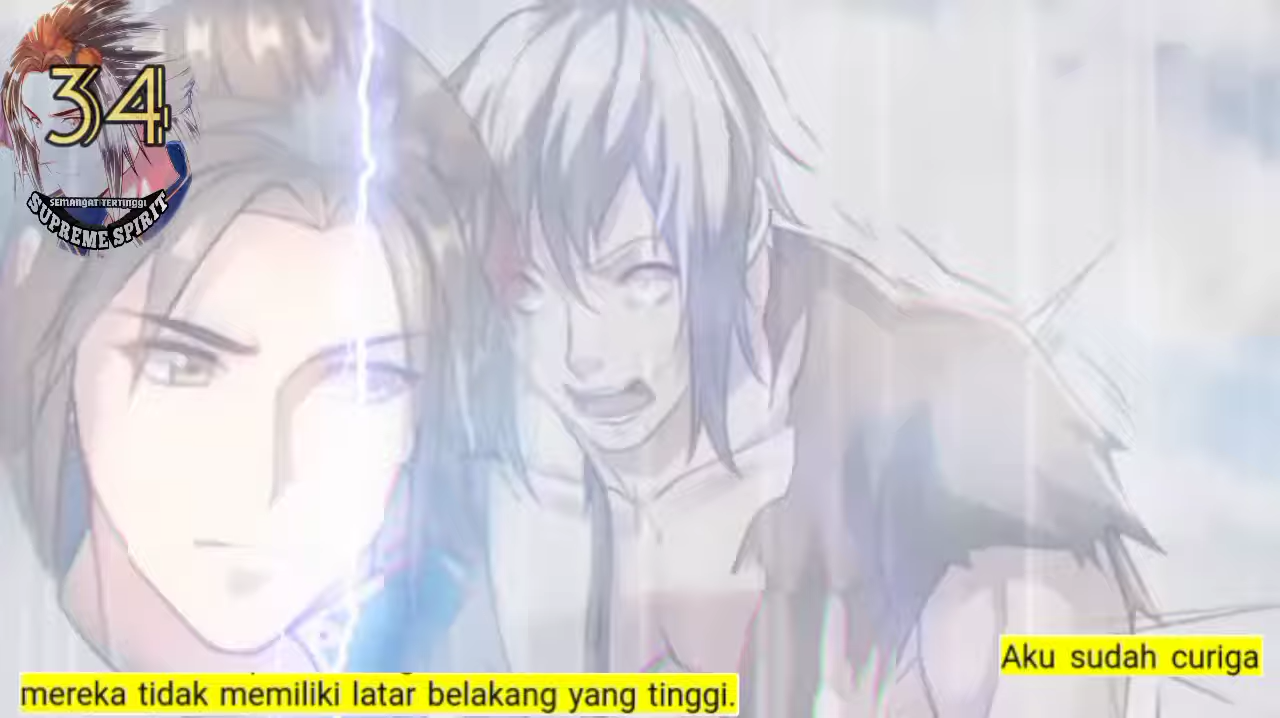 34
SEMANGAT TERTINGGI
SUPREME SPIRIT
Aku sudah curiga
mereka tidak memiliki latar belakang yang tinggi.